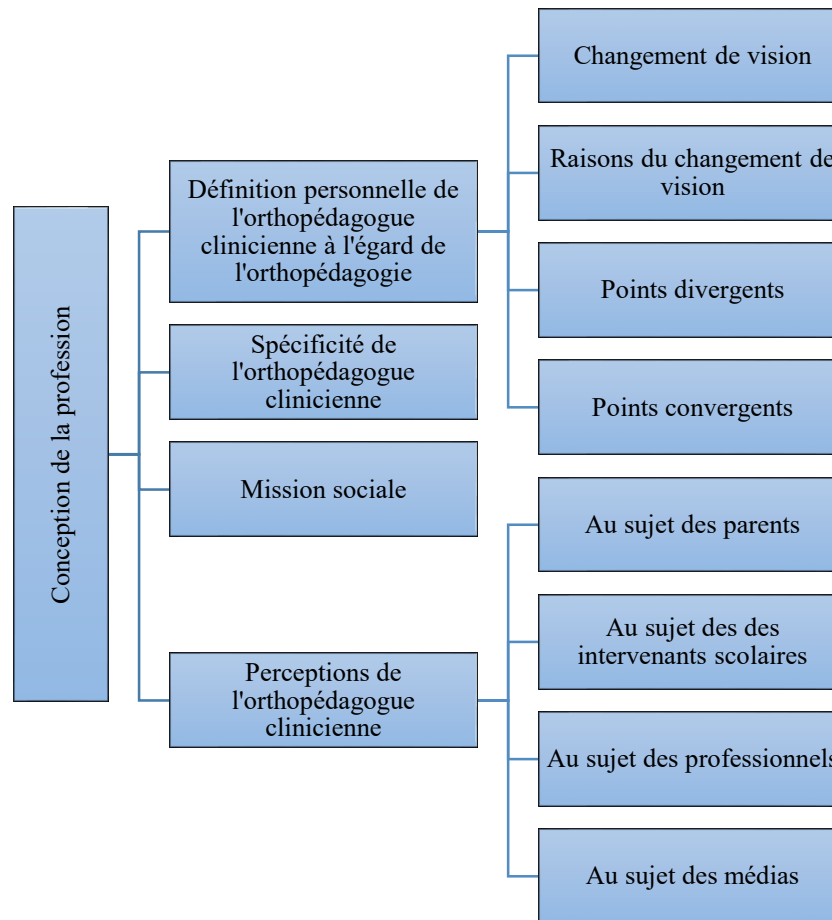 Conception de la profession
Définition personnelle de
l'orthopédagogue
clinicienne à l'égard de
l'orthopédagogie
Changement de vision
Raisons du changement de
vision
Points divergents
Points convergents
Spécificité de
l'orthopédagogue
clinicienne
Mission sociale
Perceptions de
l'orthopédagogue
clinicienne
Au sujet des parents
Au sujet des des
intervenants scolaires
Au sujet des professionnels
Au sujet des médias